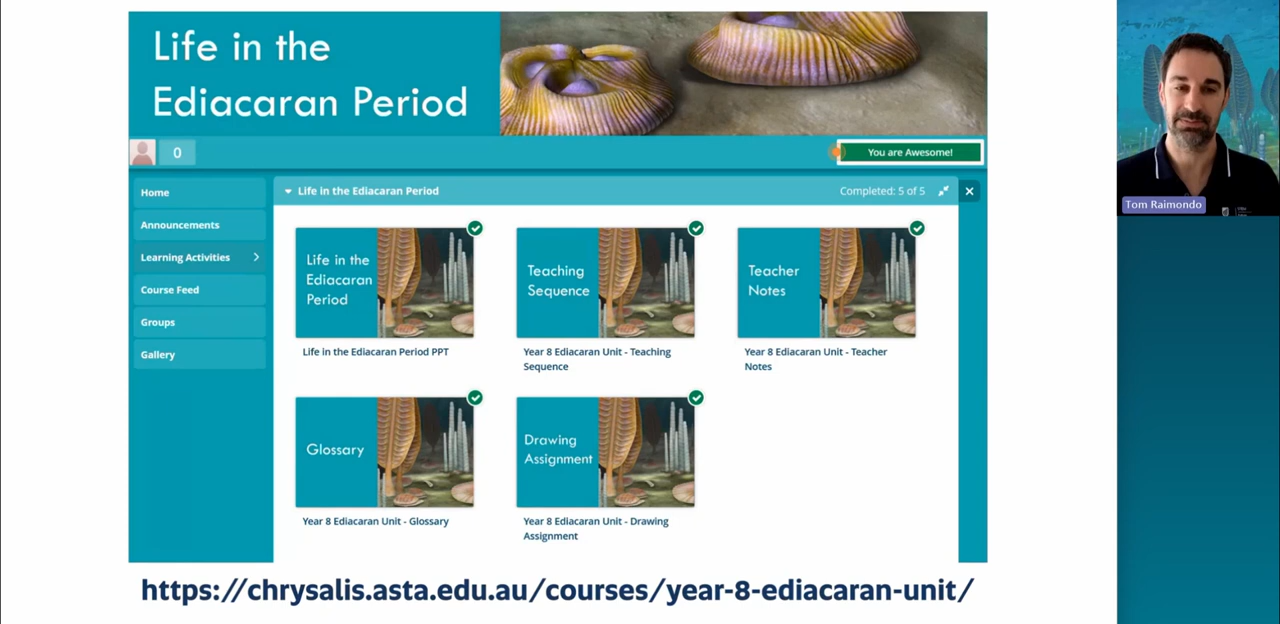 Life in the
Ediacaran Period
0
You are Awesome!
Home
Announcements
Learning Activities
Course Feed
Groups
Gallery
Life in the Ediacaran Period
Completed: 5 of 5
Life in the
Ediacaran
Period
Life in the Ediacaran Period PPT
Teaching
Sequence
Year 8 Ediacaran Unit - Teaching
Sequence
Teacher
Notes
Year 8 Ediacaran Unit - Teacher
Notes
Glossary
Year 8 Ediacaran Unit - Glossary
Drawing
Assignment
Year 8 Ediacaran Unit - Drawing
Assignment
https://chrysalis.asta.edu.au/courses/year-8-ediacaran-unit/
Tom Raimondo